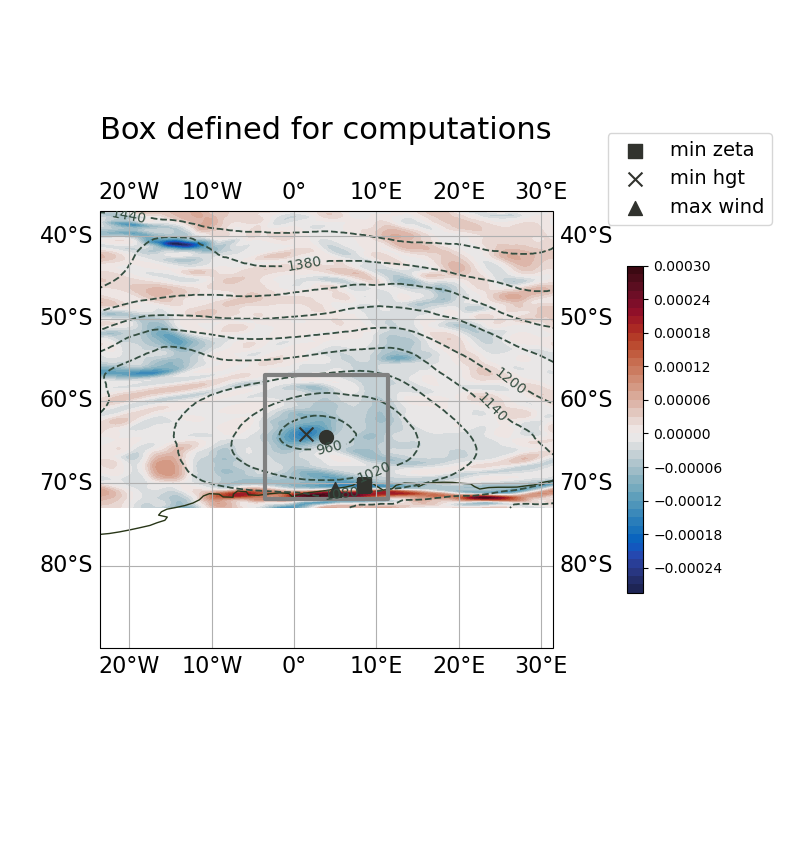 Box defined for computations
min zeta
min hgt
max wind
20°W 10°W 0° 10°E 20°E 30°E
1440
40°S 40°S
1380
0.00030
0.00024
50°S 50°S
0.00018
0.00012
1200
60°S 60°S
1140
0.00006
0.00000
960
1020
70°S 70°S
−0.00006
−0.00012
−0.00018
80°S 80°S
−0.00024
20°W 10°W 0° 10°E 20°E 30°E